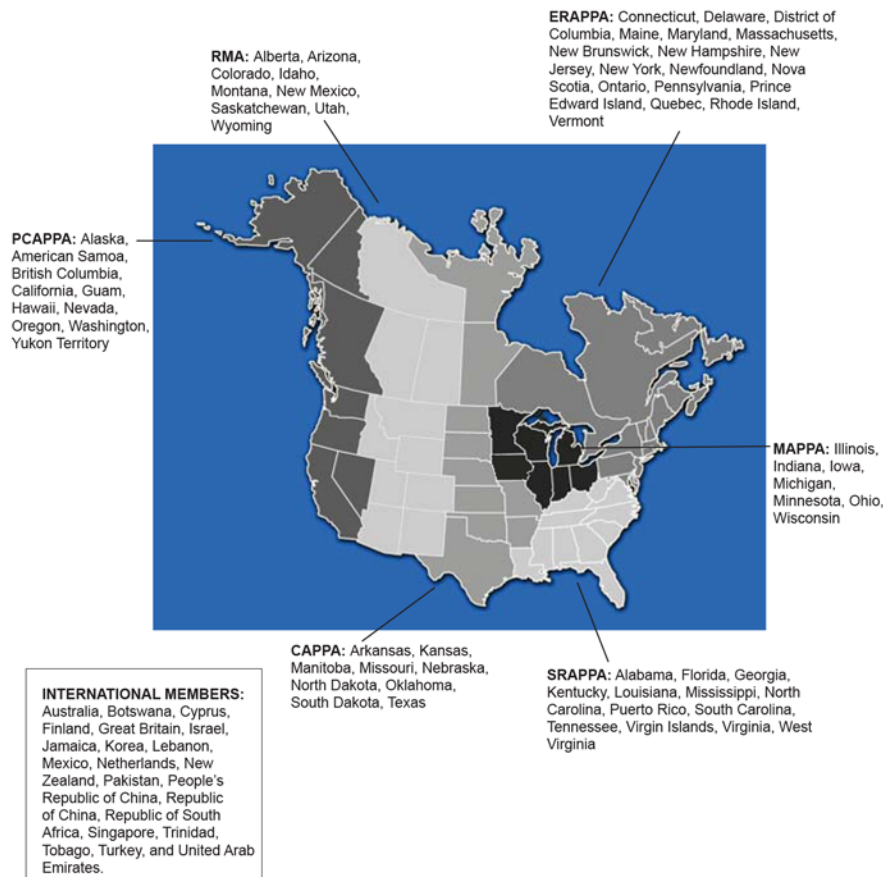 RMA: Alberta, Arizona,
Colorado, Idaho,
Montana, New Mexico,
Saskatchewan, Utah,
Wyoming
ERAPPA: Connecticut, Delaware, District of
Columbia, Maine, Maryland, Massachusetts,
New Brunswick, New Hampshire, New
Jersey, New York, Newfoundland, Nova
Scotia, Ontario, Pennsylvania, Prince
Edward Island, Quebec, Rhode Island,
Vermont
PCAPPA: Alaska,
American Samoa,
British Columbia,
California, Guam,
Hawaii, Nevada,
Oregon, Washington,
Yukon Territory
MAPPA: Illinois,
Indiana, Iowa,
Michigan,
Minnesota, Ohio,
Wisconsin
CAPPA: Arkansas, Kansas,
Manitoba, Missouri, Nebraska,
North Dakota, Oklahoma,
South Dakota, Texas
SRAPPA: Alabama, Florida, Georgia,
Kentucky, Louisiana, Mississippi, North
Carolina, Puerto Rico, South Carolina,
Tennessee, Virgin Islands, Virginia, West
Virginia
INTERNATIONAL MEMBERS:
Australia, Botswana, Cyprus,
Finland, Great Britain, Israel,
Jamaica, Korea, Lebanon,
Mexico, Netherlands, New
Zealand, Pakistan, People’s
Republic of China, Republic
of China, Republic of South
Africa, Singapore, Trinidad,
Tobago, Turkey, and United Arab
Emirates.